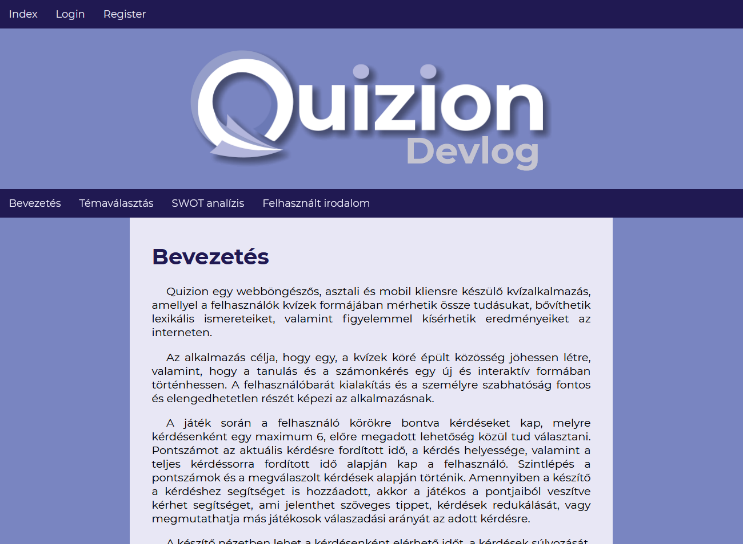 Index Login Register
Quizion
Devlog
Bevezetés Témaválasztás SWOT analízis Felhasznált irodalom
Bevezetés
Quizion egy webböngészős, asztali és mobil kliensre készülő kvízalkalmazás,
amellyel a felhasználók kvízek formájában mérhetik össze tudásukat, bővíthetik
lexikális ismereteiket, valamint figyelemmel kísérhetik eredményeiket az
interneten.
Az alkalmazás célja, hogy egy, a kvízek köré épült közösség jöhessen létre,
valamint, hogy a tanulás és a számonkérés egy új és interaktív formában
történhessen. A felhasználóbarát kialakítás és a személyre szabhatóság fontos
és elengedhetetlen részét képezi az alkalmazásnak.
A játék során a felhasználó körökre bontva kérdéseket kap, melyre
kérdésenként egy maximum 6, előre megadott lehetőség közül tud választani.
Pontszámot az aktuális kérdésre fordított idő, a kérdés helyessége, valamint a
teljes kérdéssorra fordított idő alapján kap a felhasználó. Szintlépés a
pontszámok és a megválaszolt kérdések alapján történik. Amennyiben a készítő
a kérdéshez segítséget is hozzáadott, akkor a játékos a pontjaiból veszítve
kérhet segítséget, ami jelenthet szöveges tippet, kérdések redukálását, vagy
megmutathatja más játékosok válaszadási arányát az adott kérdésre.
A készítő nézetben lehet a kérdésenként elérhető időt, a kérdések súlyozását,